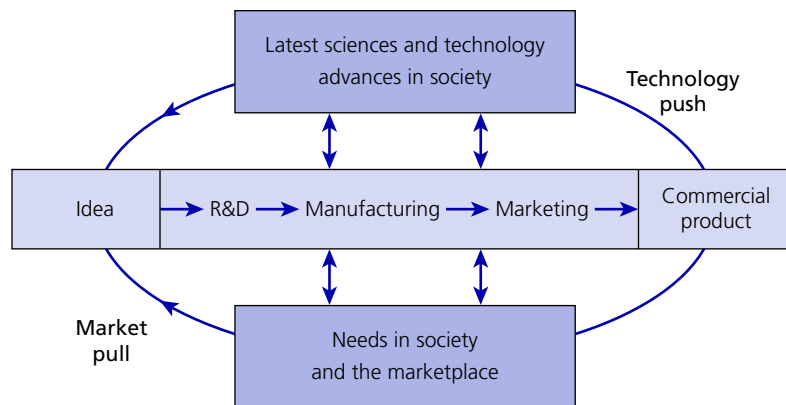 Latest sciences and technology
advances in society
Technology
push
Idea
R&D
Manufacturing
Marketing
Commercial
product
Market
pull
Needs in society
and the marketplace